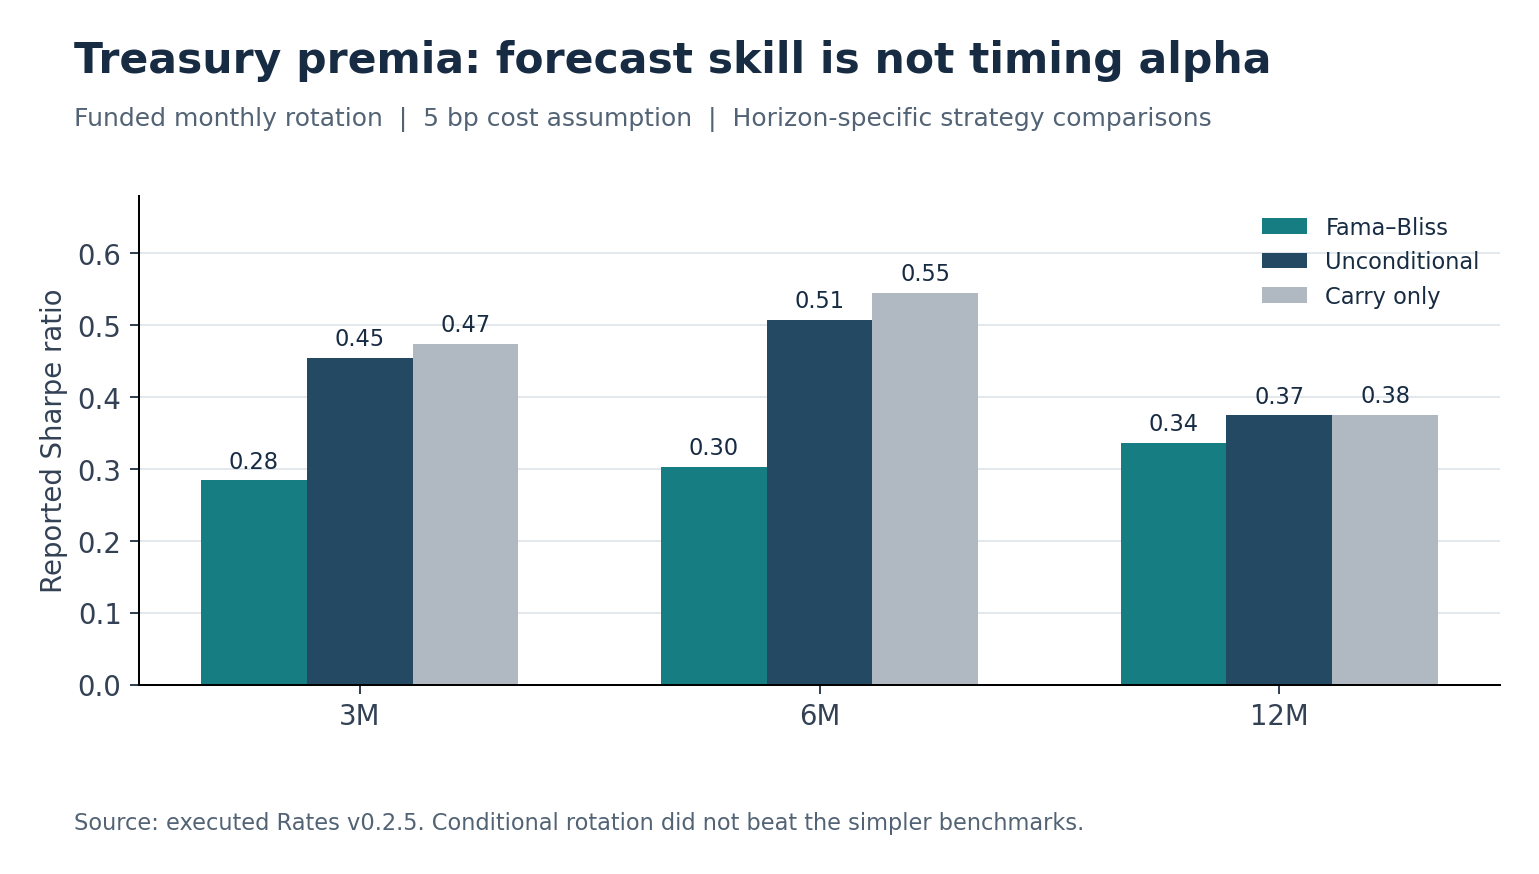 Treasury premia: forecast skill is not timing alpha
Funded monthly rotation | 5 bp cost assumption | Horizon-specific strategy comparisons
Reported Sharpe ratio
0.6
0.5
0.4
0.3
0.2
0.1
0.0
Fama–Bliss
Unconditional
Carry only
0.28
0.45
0.47
0.30
0.51
0.55
0.34
0.37
0.38
3M
6M
12M
Source: executed Rates v0.2.5. Conditional rotation did not beat the simpler benchmarks.